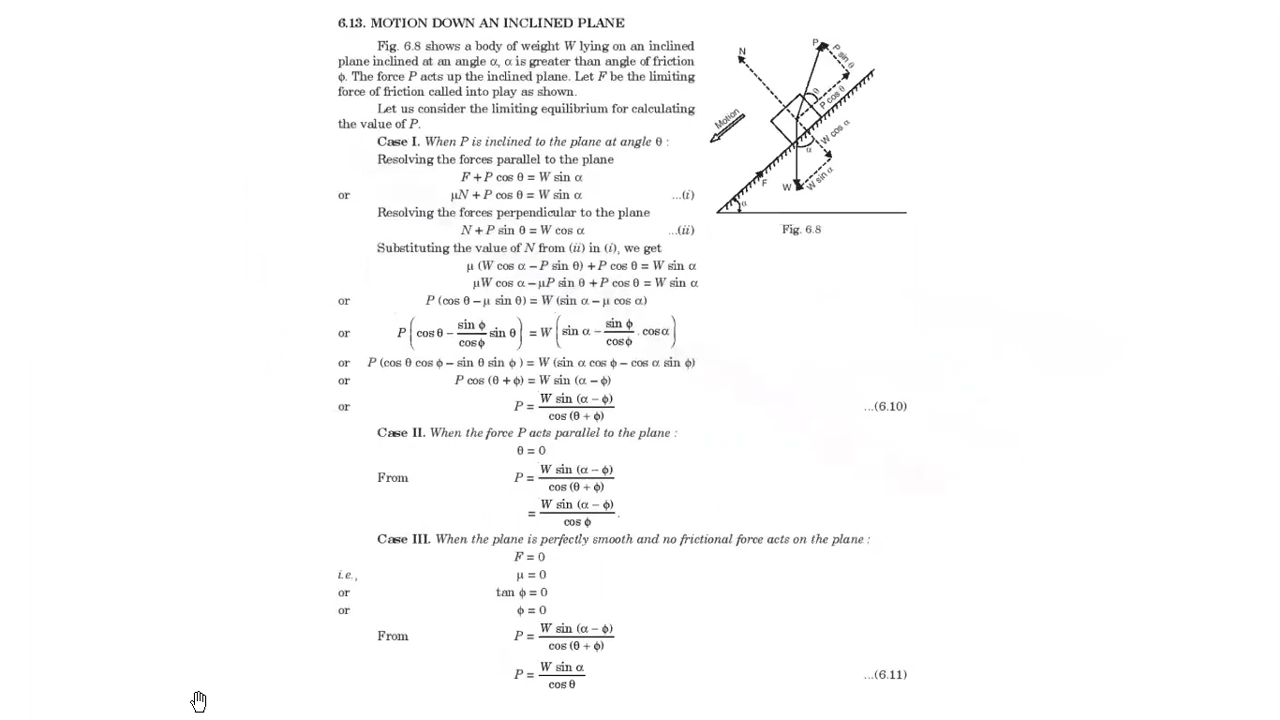 6.13. MOTION DOWN AN INCLINED PLANE
Fig. 6.8 shows a body of weight W lying on an inclined
plane inclined at an angle α, α is greater than angle of friction
ϕ. The force P acts up the inclined plane. Let F be the limiting
force of friction called into play as shown.
Let us consider the limiting equilibrium for calculating
the value of P.
Case I. When P is inclined to the plane at angle θ :
Resolving the forces parallel to the plane
F + P cos θ = W sin α
or μN + P cos θ = W sin α ...(i)
Resolving the forces perpendicular to the plane
N + P sin θ = W cos α ...(ii)
Substituting the value of N from (ii) in (i), we get
μ (W cos α – P sin θ) + P cos θ = W sin α
μW cos α – μP sin θ + P cos θ = W sin α
or P (cos θ – μ sin θ) = W (sin α – μ cos α)
or P (cos θ – sin ϕ / cos ϕ sin θ) = W (sin α – sin ϕ / cos ϕ . cos α)
or P (cos θ cos ϕ – sin θ sin ϕ ) = W (sin α cos ϕ – cos α sin ϕ)
or P cos (θ + ϕ) = W sin (α – ϕ)
or P = W sin (α – ϕ) / cos (θ + ϕ) ...(6.10)
Case II. When the force P acts parallel to the plane :
θ = 0
From P = W sin (α – ϕ) / cos (θ + ϕ)
= W sin (α – ϕ) / cos ϕ .
Case III. When the plane is perfectly smooth and no frictional force acts on the plane :
F = 0
i.e., μ = 0
or tan ϕ = 0
or ϕ = 0
From P = W sin (α – ϕ) / cos (θ + ϕ)
P = W sin α / cos θ ...(6.11)
N
P
P sin θ
θ
P cos θ
Motion
W cos α
α
W
W sin α
F
α
Fig. 6.8